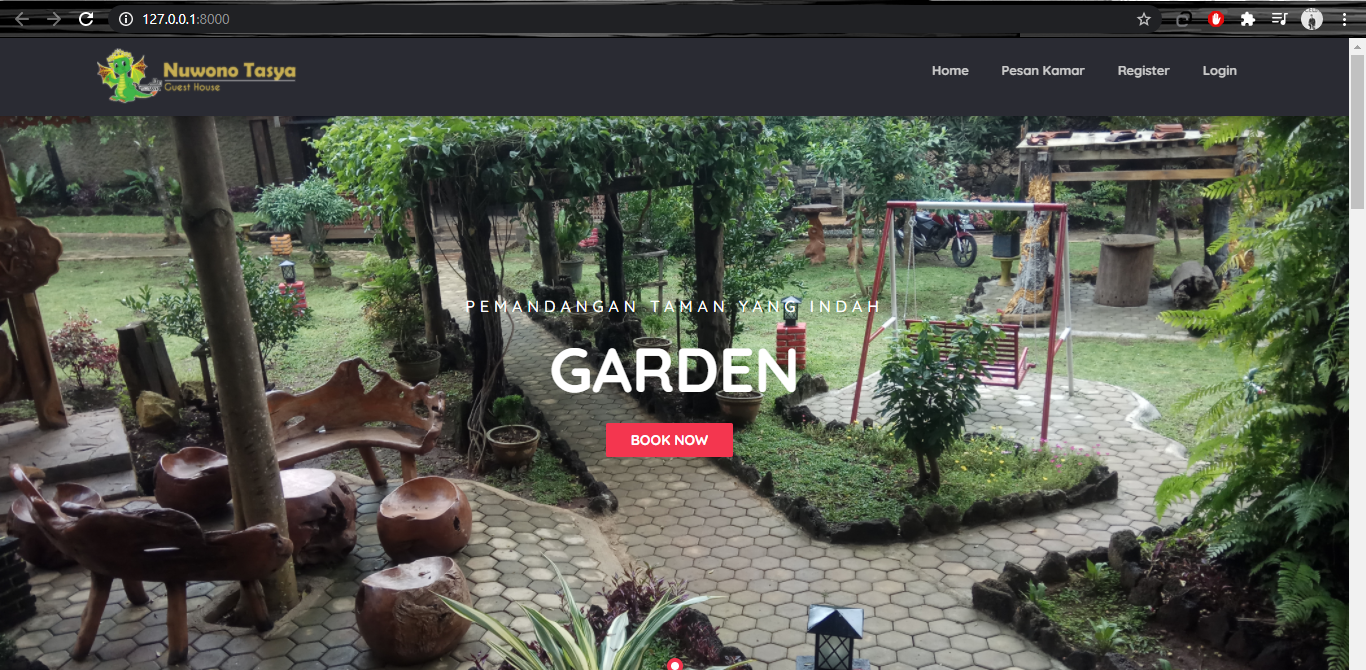 127.0.0.1:8000
Nuwono Tasya
Guest House
Home Pesan Kamar Register Login
PEMANDANGAN TAMAN YANG INDAH
GARDEN
BOOK NOW